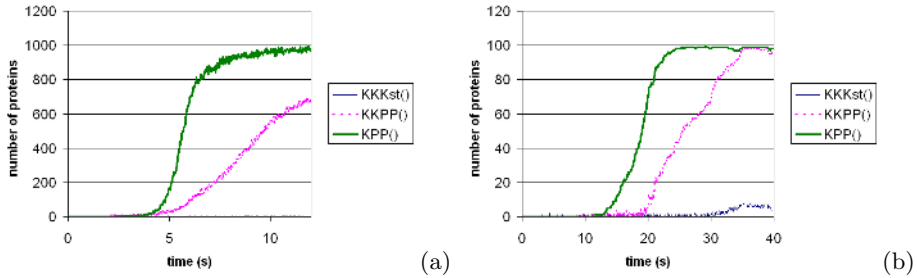 number of proteins
1200
1000
800
600
400
200
0
0 5 10
time (s)
KKKst()
KKPP()
KPP()
(a)
number of proteins
120
100
80
60
40
20
0
0 10 20 30 40
time (s)
KKKst()
KKPP()
KPP()
(b)